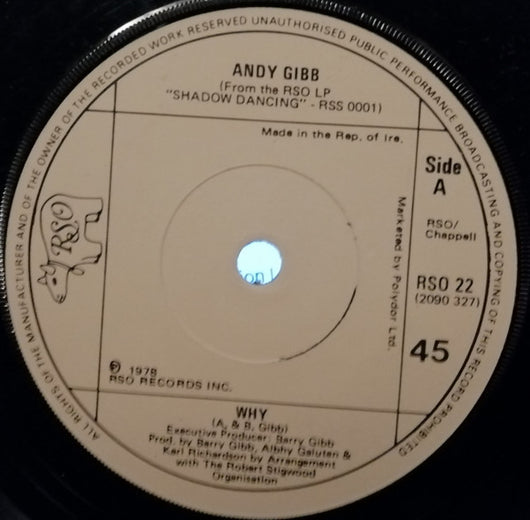 ALL RIGHTS OF THE MANUFACTURER AND OF THE OWNER OF THE RECORDED WORK RESERVED UNAUTHORISED PUBLIC PERFORMANCE BROADCASTING AND COPYING OF THIS RECORD PROHIBITED
ANDY GIBB
(From the RSO LP
"SHADOW DANCING" - RSS 0001)
Made in the Rep. of Ire.
Side
A
RSO
RSO/
Chappell
Marketed by Polydor Ltd.
RSO 22
(2090 327)
45
℗ 1978
RSO RECORDS INC.
WHY
(A. & B. Gibb)
Executive Producer: Barry Gibb
Prod. by Barry Gibb, Albhy Galuten &
Karl Richardson by Arrangement
with The Robert Stigwood
Organisation